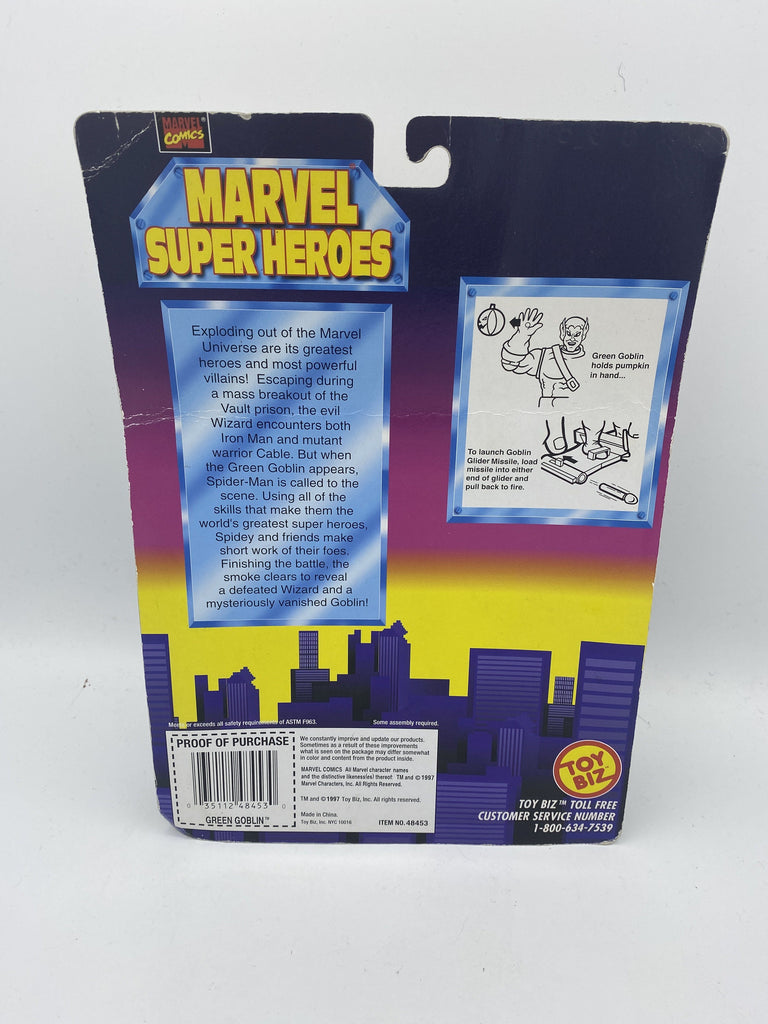 MARVEL
COMICS
MARVEL
SUPER HEROES
Exploding out of the Marvel
Universe are its greatest
heroes and most powerful
villains! Escaping during
a mass breakout of the
Vault prison, the evil
Wizard encounters both
Iron Man and mutant
warrior Cable. But when
the Green Goblin appears,
Spider-Man is called to the
scene. Using all of the
skills that make them the
world's greatest super heroes,
Spidey and friends make
short work of their foes.
Finishing the battle, the
smoke clears to reveal
a defeated Wizard and a
mysteriously vanished Goblin!
Green Goblin
holds pumpkin
in hand...
To launch Goblin
Glider Missile, load
missile into either
end of glider and
pull back to fire.
exceeds all safety requirements of ASTM F963.
Some assembly required.
PROOF OF PURCHASE
0 35112 48453 0
GREEN GOBLIN™
We constantly improve and update our products.
Sometimes as a result of these improvements
what is seen on the package may differ somewhat
in color and content from the product inside.
MARVEL COMICS All Marvel character names
and the distinctive likeness(es) thereof: TM and © 1997
Marvel Characters, Inc. All Rights Reserved.
TM and © 1997 Toy Biz, Inc. All rights reserved.
Made in China.
Toy Biz, Inc. NYC 10016
ITEM NO. 48453
TOY
BIZ
TOY BIZ™ TOLL FREE
CUSTOMER SERVICE NUMBER
1-800-634-7539